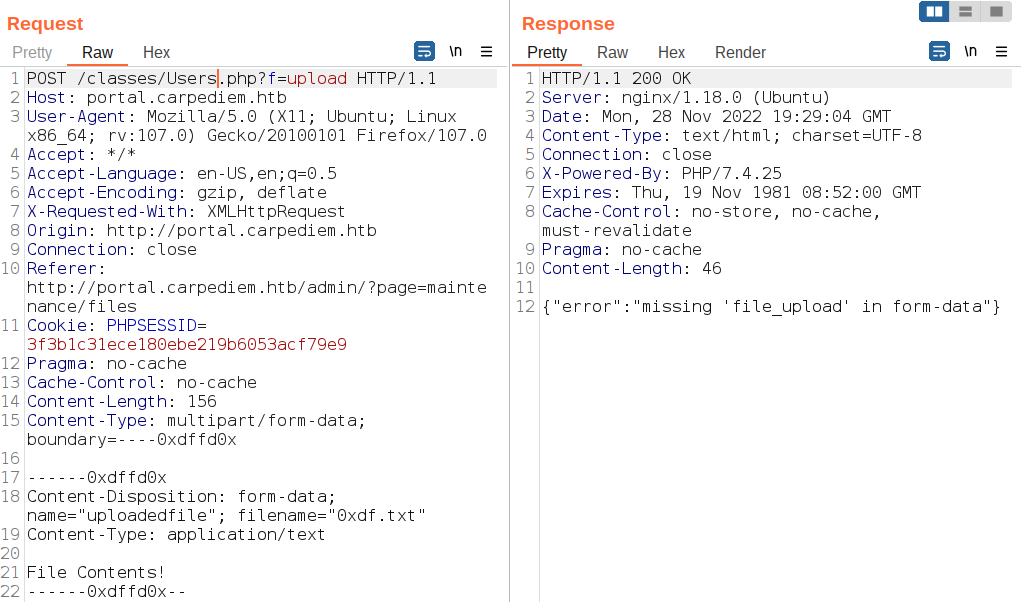 Request
Pretty Raw Hex \n
1 POST /classes/Users.php?f=upload HTTP/1.1
2 Host: portal.carpediem.htb
3 User-Agent: Mozilla/5.0 (X11; Ubuntu; Linux
x86_64; rv:107.0) Gecko/20100101 Firefox/107.0
4 Accept: */*
5 Accept-Language: en-US,en;q=0.5
6 Accept-Encoding: gzip, deflate
7 X-Requested-With: XMLHttpRequest
8 Origin: http://portal.carpediem.htb
9 Connection: close
10 Referer:
http://portal.carpediem.htb/admin/?page=mainte
nance/files
11 Cookie: PHPSESSID=
3f3b1c31ece180ebe219b6053acf79e9
12 Pragma: no-cache
13 Cache-Control: no-cache
14 Content-Length: 156
15 Content-Type: multipart/form-data;
boundary=----0xdffd0x
16
17 ------0xdffd0x
18 Content-Disposition: form-data;
name="uploadedfile"; filename="0xdf.txt"
19 Content-Type: application/text
20
21 File Contents!
22 ------0xdffd0x--
Response
Pretty Raw Hex Render \n
1 HTTP/1.1 200 OK
2 Server: nginx/1.18.0 (Ubuntu)
3 Date: Mon, 28 Nov 2022 19:29:04 GMT
4 Content-Type: text/html; charset=UTF-8
5 Connection: close
6 X-Powered-By: PHP/7.4.25
7 Expires: Thu, 19 Nov 1981 08:52:00 GMT
8 Cache-Control: no-store, no-cache,
must-revalidate
9 Pragma: no-cache
10 Content-Length: 46
11
12 {"error":"missing 'file_upload' in form-data"}